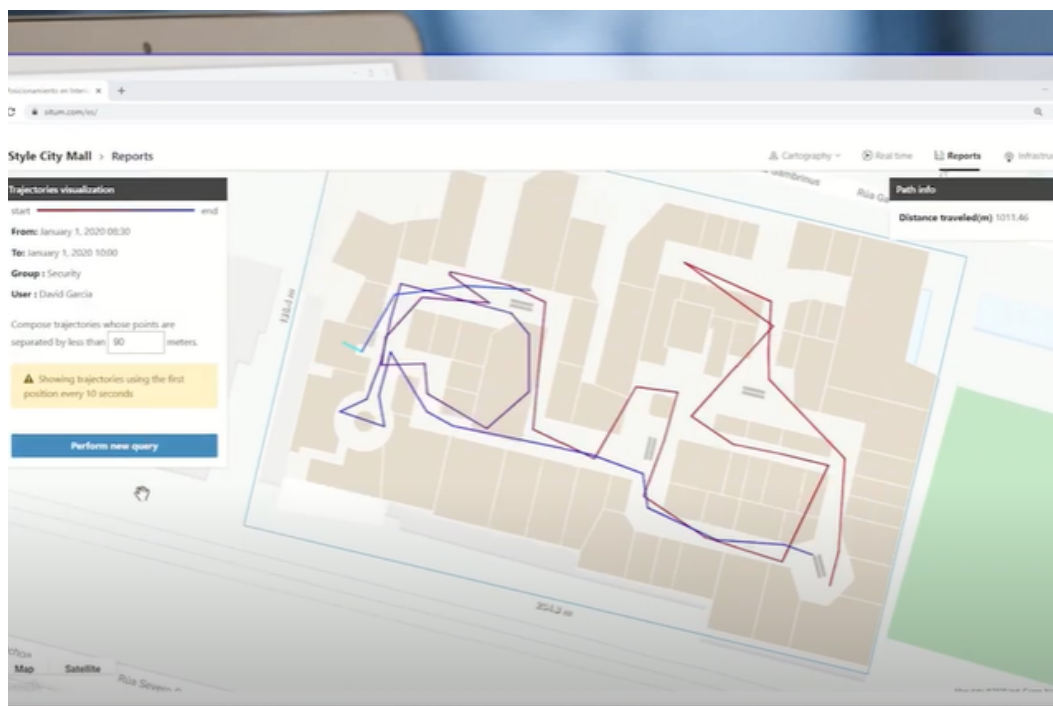 situm.com/es/
Style City Mall > Reports
Cartography
Real time
Reports
Trajectories visualization
start
end
From: January 1, 2020 08:30
To: January 1, 2020 10:00
Group : Security
User : David Garcia
Compose trajectories whose points are
separated by less than 90 meters.
Showing trajectories using the first
position every 10 seconds
Perform new query
Gambrinus
Rúa Ga
Path info
Distance traveled(m) 1011.46
Map
Satellite